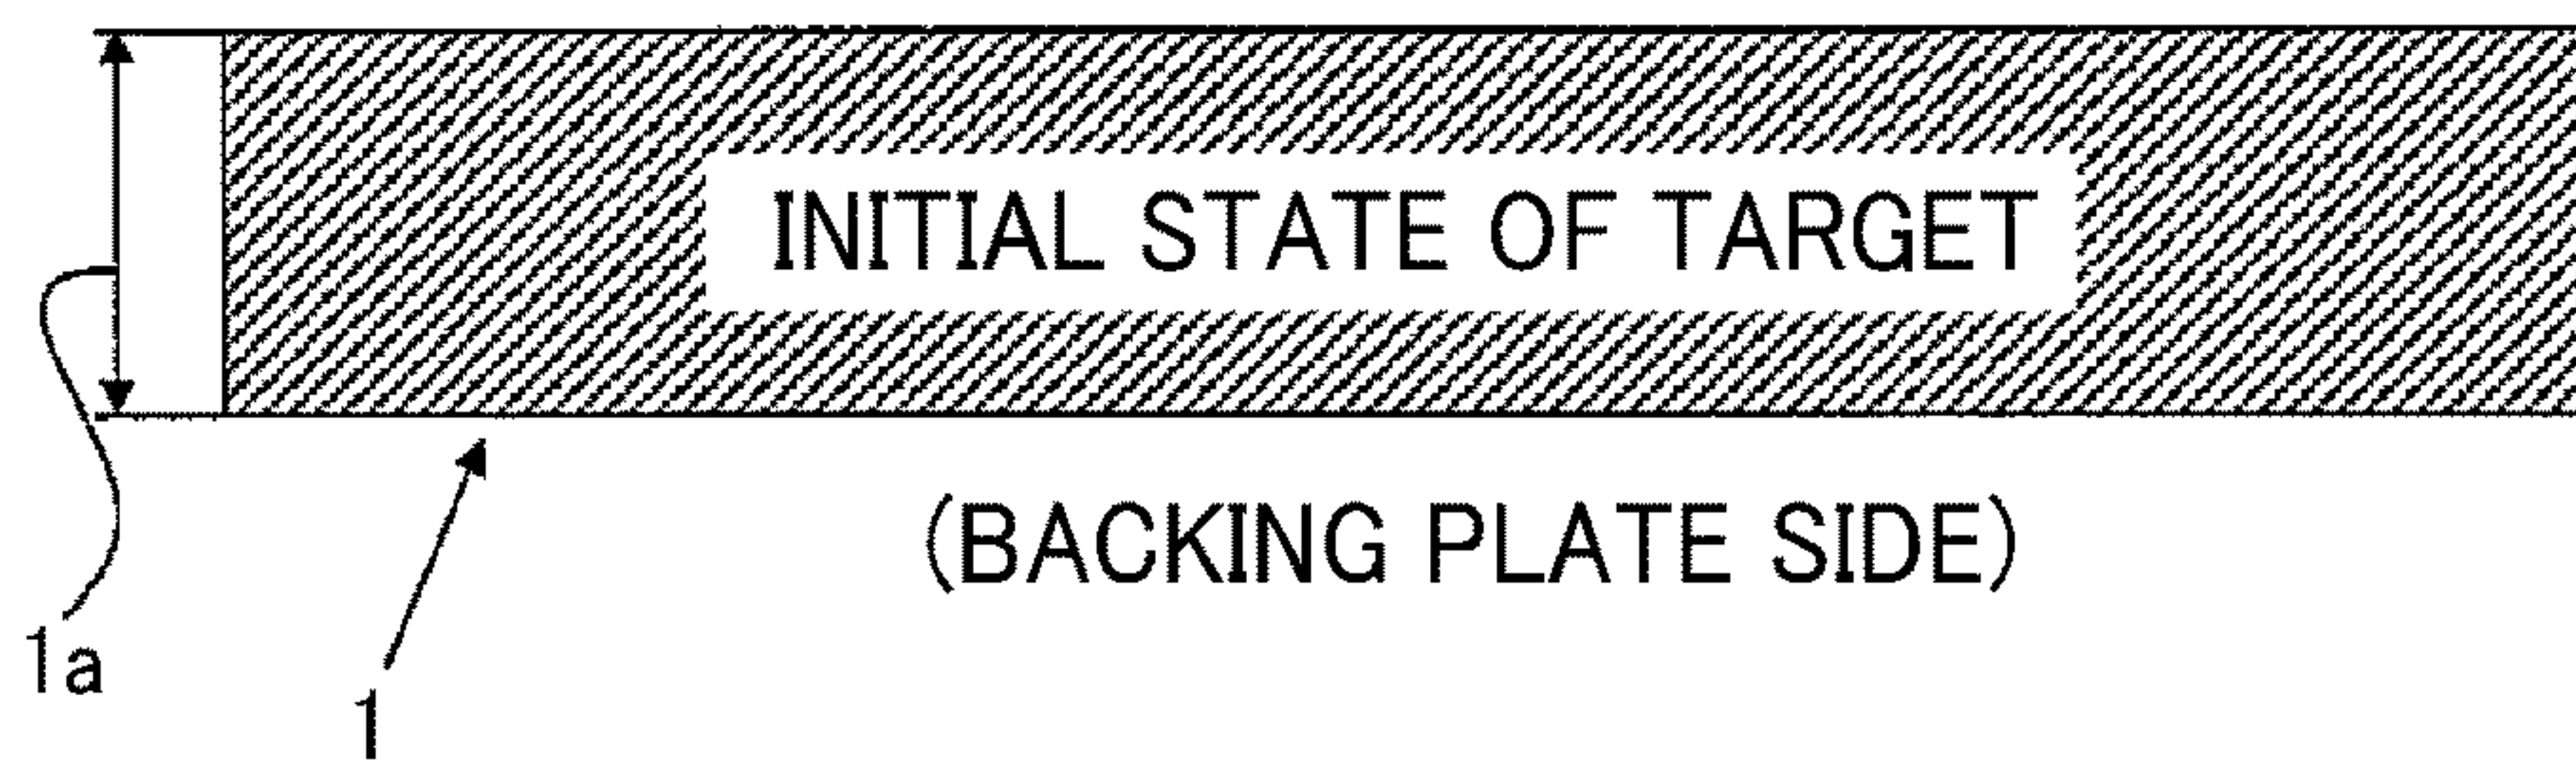 INITIAL STATE OF TARGET
(BACKING PLATE SIDE)
1a
1